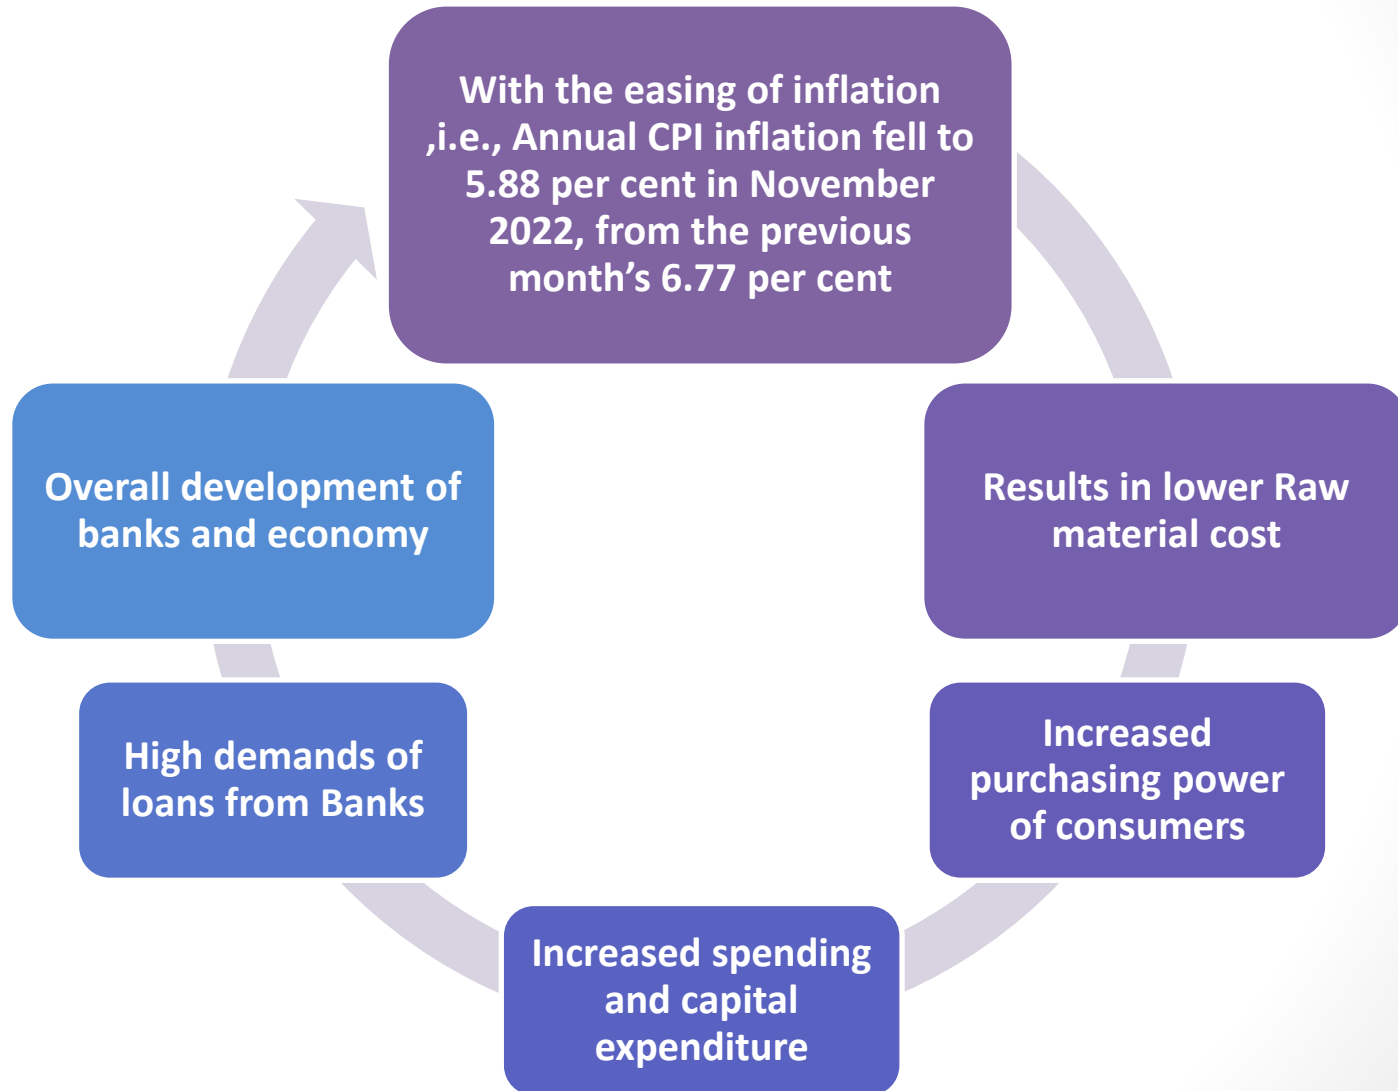 With the easing of inflation
,i.e., Annual CPI inflation fell to
5.88 per cent in November
2022, from the previous
month’s 6.77 per cent
Results in lower Raw
material cost
Increased
purchasing power
of consumers
Increased spending
and capital
expenditure
High demands of
loans from Banks
Overall development of
banks and economy